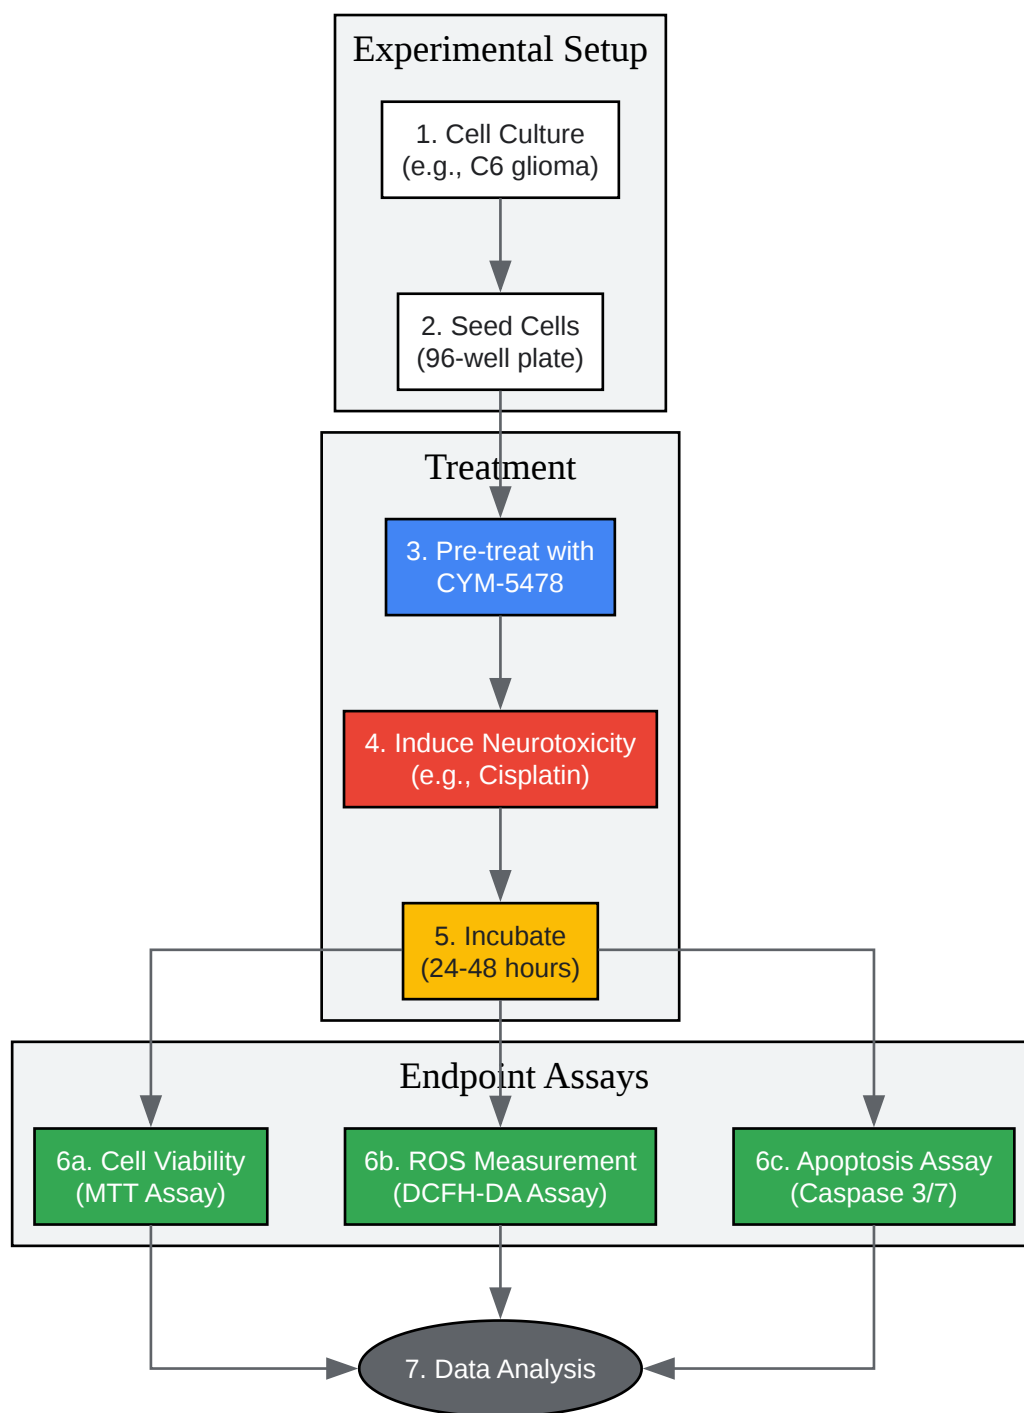 Experimental Setup
1. Cell Culture
(e.g., C6 glioma)
2. Seed Cells
(96-well plate)
Treatment
3. Pre-treat with
CYM-5478
4. Induce Neurotoxicity
(e.g., Cisplatin)
5. Incubate
(24-48 hours)
Endpoint Assays
6a. Cell Viability
(MTT Assay)
6b. ROS Measurement
(DCFH-DA Assay)
6c. Apoptosis Assay
(Caspase 3/7)
7. Data Analysis